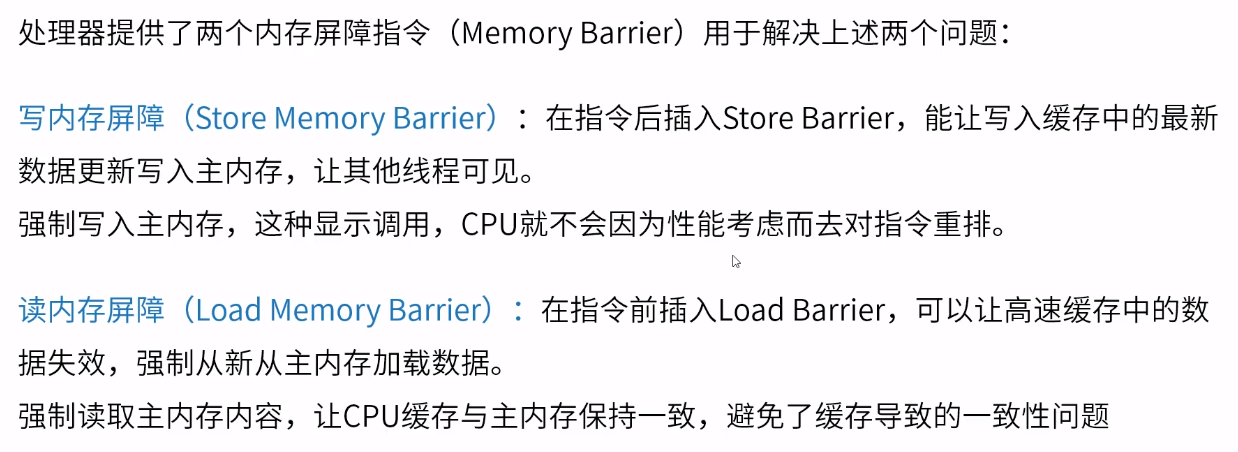 处理器提供了两个内存屏障指令（Memory Barrier）用于解决上述两个问题：
写内存屏障（Store Memory Barrier）：在指令后插入Store Barrier，能让写入缓存中的最新
数据更新写入主内存，让其他线程可见。
强制写入主内存，这种显示调用，CPU就不会因为性能考虑而去对指令重排。
读内存屏障（Load Memory Barrier）：在指令前插入Load Barrier，可以让高速缓存中的数
据失效，强制从新从主内存加载数据。
强制读取主内存内容，让CPU缓存与主内存保持一致，避免了缓存导致的一致性问题